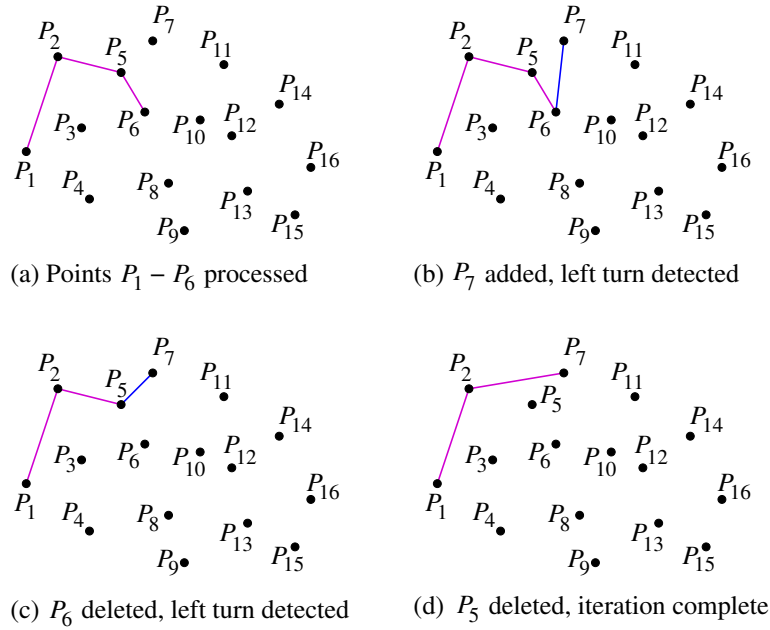 P7
P2
P5
P11
P14
P3
P6
P10
P12
P16
P1
P4
P8
P13
P9
P15
(a) Points P1 – P6 processed
P7
P2
P5
P11
P14
P3
P6
P10
P12
P16
P1
P4
P8
P13
P9
P15
(b) P7 added, left turn detected
P7
P2
P5
P11
P14
P3
P6
P10
P12
P16
P1
P4
P8
P13
P9
P15
(c) P6 deleted, left turn detected
P7
P2
P5
P11
P14
P3
P6
P10
P12
P16
P1
P4
P8
P13
P9
P15
(d) P5 deleted, iteration complete